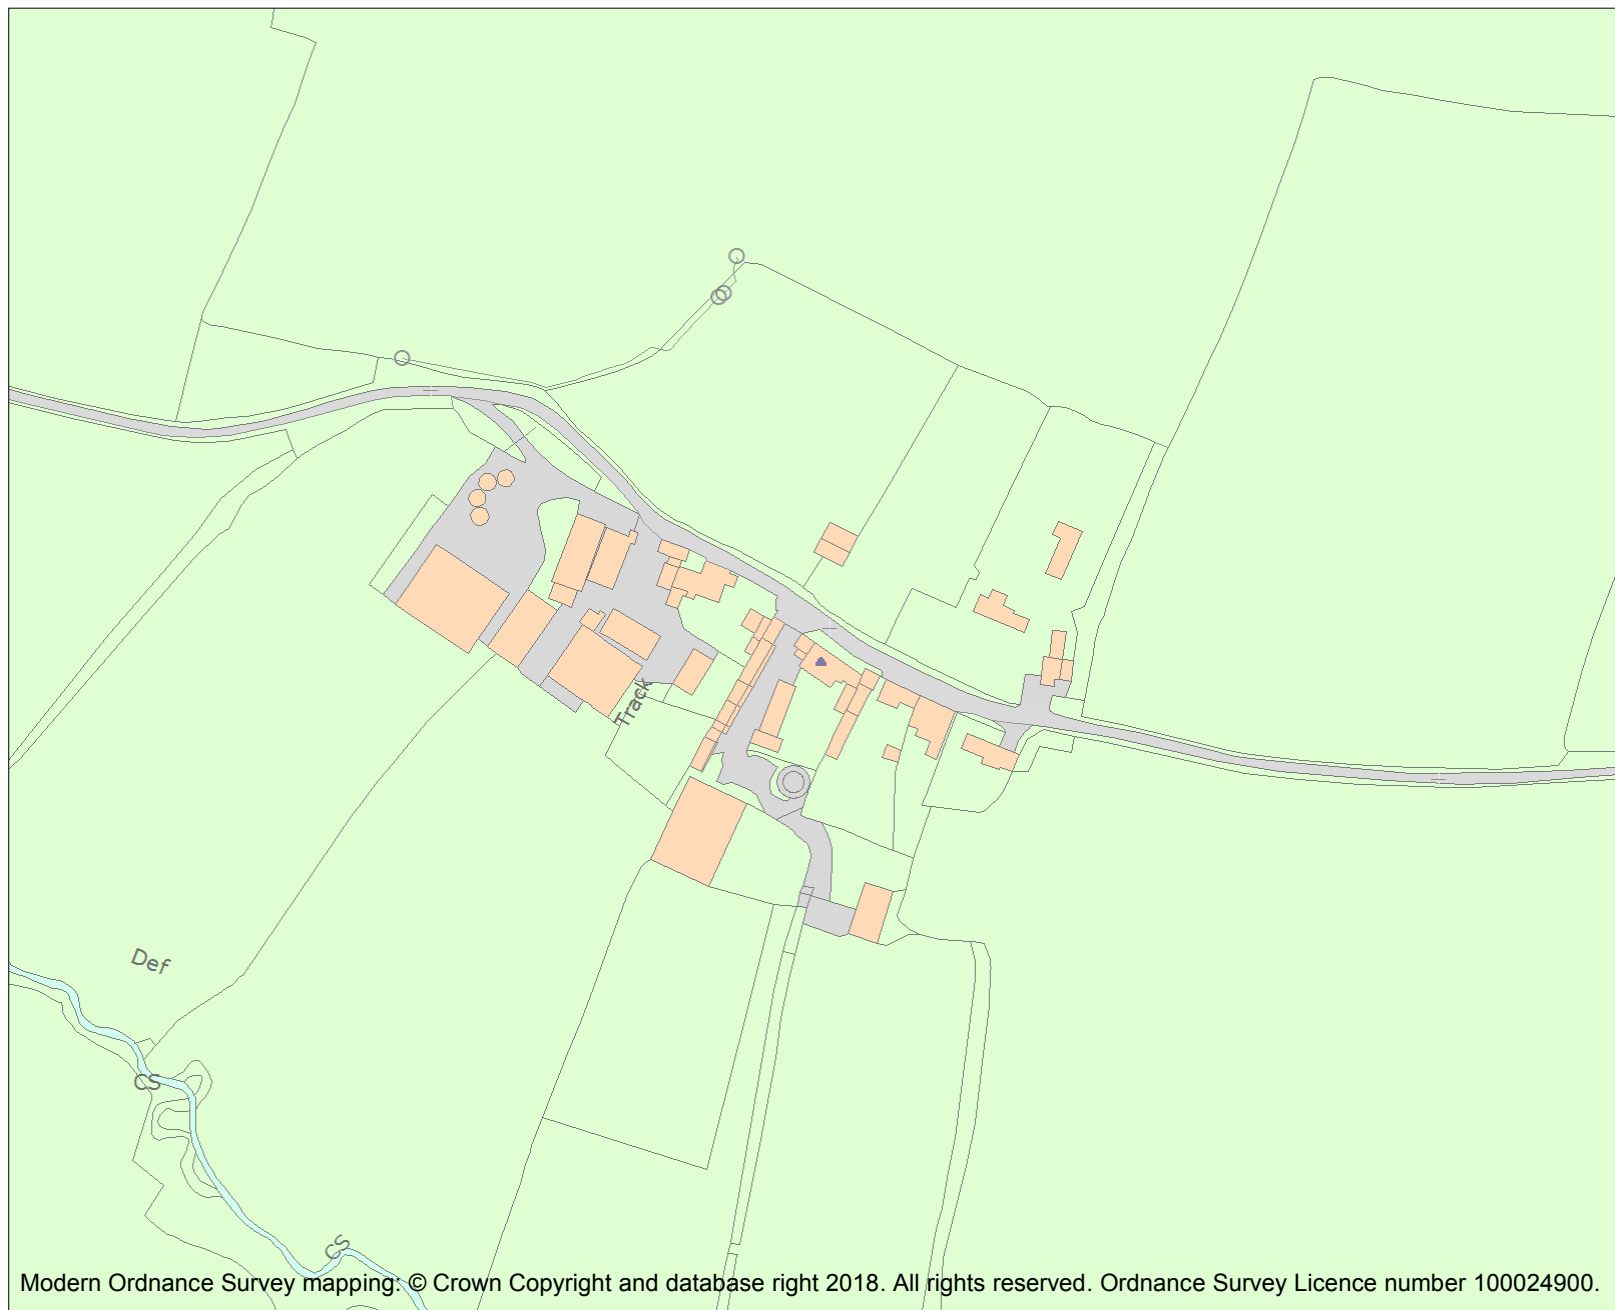 Track
Def
CS
CS
Modern Ordnance Survey mapping: © Crown Copyright and database right 2018. All rights reserved. Ordnance Survey Licence number 100024900.